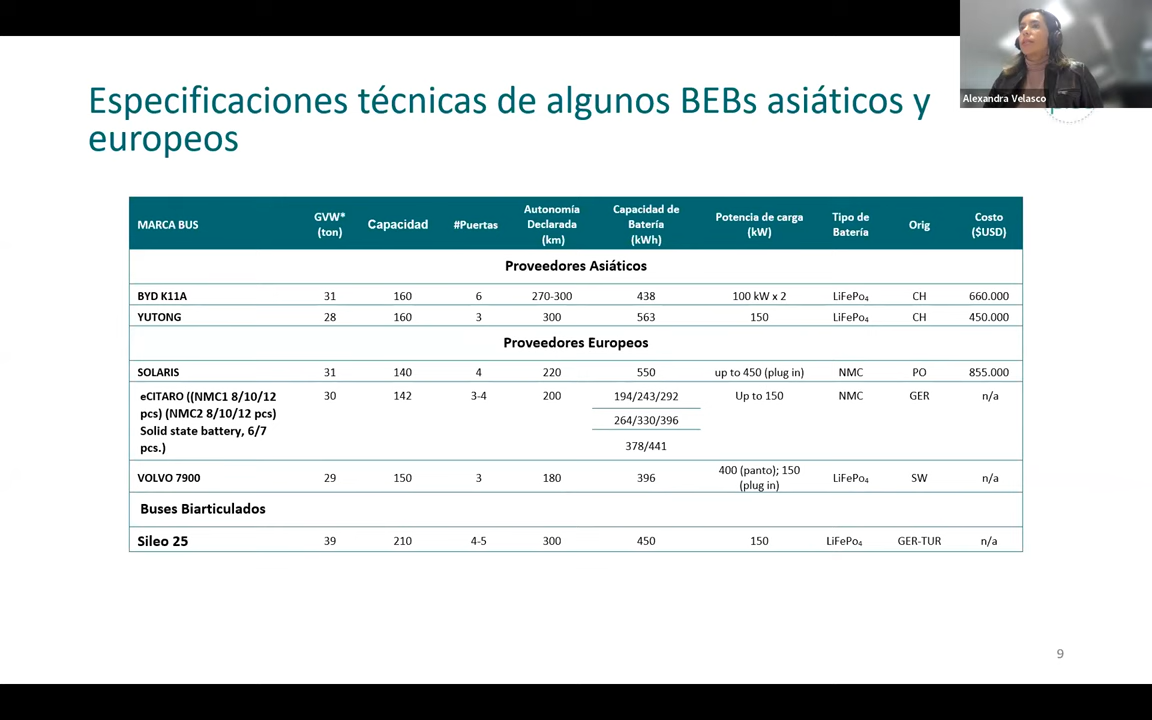 Alexandra Velasco
Especificaciones técnicas de algunos BEBs asiáticos y
europeos
MARCA BUS GVW* (ton) Capacidad #Puertas Autonomía Declarada (km) Capacidad de Batería (kWh) Potencia de carga (kW) Tipo de Batería Orig Costo ($USD)
Proveedores Asiáticos
BYD K11A 31 160 6 270-300 438 100 kW x 2 LiFePo₄ CH 660.000
YUTONG 28 160 3 300 563 150 LiFePo₄ CH 450.000
Proveedores Europeos
SOLARIS 31 140 4 220 550 up to 450 (plug in) NMC PO 855.000
eCITARO ((NMC1 8/10/12 30 142 3-4 200 194/243/292 Up to 150 NMC GER n/a
pcs) (NMC2 8/10/12 pcs) 264/330/396
Solid state battery, 6/7
pcs.) 378/441
VOLVO 7900 29 150 3 180 396 400 (panto); 150 (plug in) LiFePo₄ SW n/a
Buses Biarticulados
Sileo 25 39 210 4-5 300 450 150 LiFePo₄ GER-TUR n/a
9